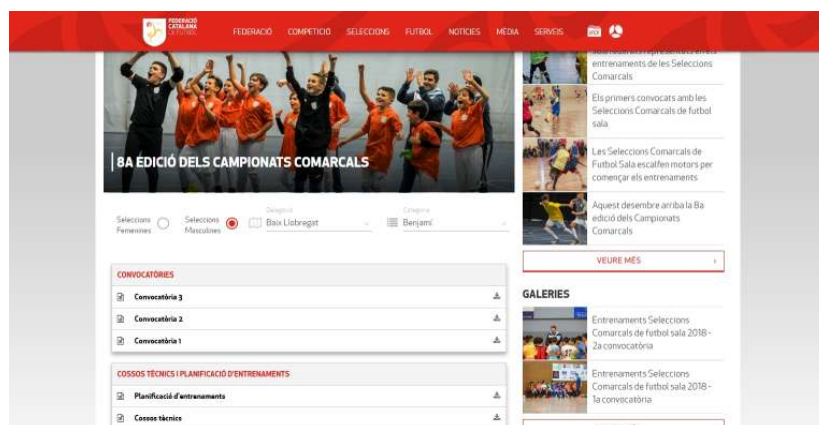 FEDERACIÓ
CATALANA
DE FUTBOL
FEDERACIÓ COMPETICIÓ SELECCIONS FUTBOL NOTÍCIES MÈDIA SERVEIS
8A EDICIÓ DELS CAMPIONATS COMARCALS
Seleccions
Femenines
Seleccions
Masculines
Delegació
Baix Llobregat
Categoria
Benjamí
CONVOCATÒRIES
Convocatòria 3
Convocatòria 2
Convocatòria 1
COSSOS TÈCNICS I PLANIFICACIÓ D'ENTRENAMENTS
Planificació d'entrenaments
Cossos tècnics
entrenaments de les Seleccions
Comarcals
Els primers convocats amb les
Seleccions Comarcals de futbol
sala
Les Seleccions Comarcals de
Futbol Sala escalfen motors per
començar els entrenaments
Aquest desembre arriba la 8a
edició dels Campionats
Comarcals
VEURE MÉS
GALERIES
Entrenaments Seleccions
Comarcals de futbol sala 2018 -
2a convocatòria
Entrenaments Seleccions
Comarcals de futbol sala 2018 -
1a convocatòria